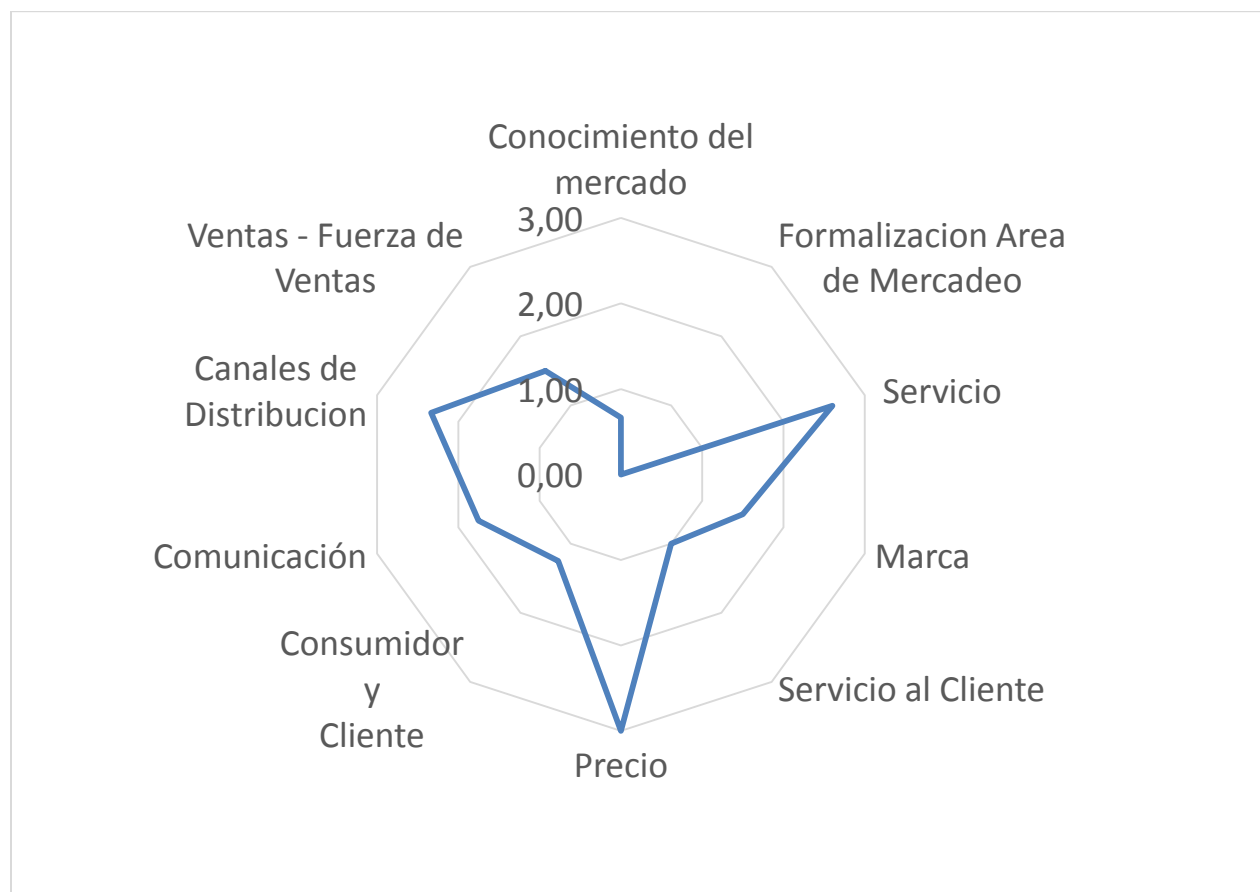 Conocimiento del
mercado
3,00
Ventas - Fuerza de
Ventas
Formalizacion Area
de Mercadeo
2,00
Canales de
Distribucion
1,00
Servicio
0,00
Comunicación
Marca
Consumidor
y
Cliente
Servicio al Cliente
Precio